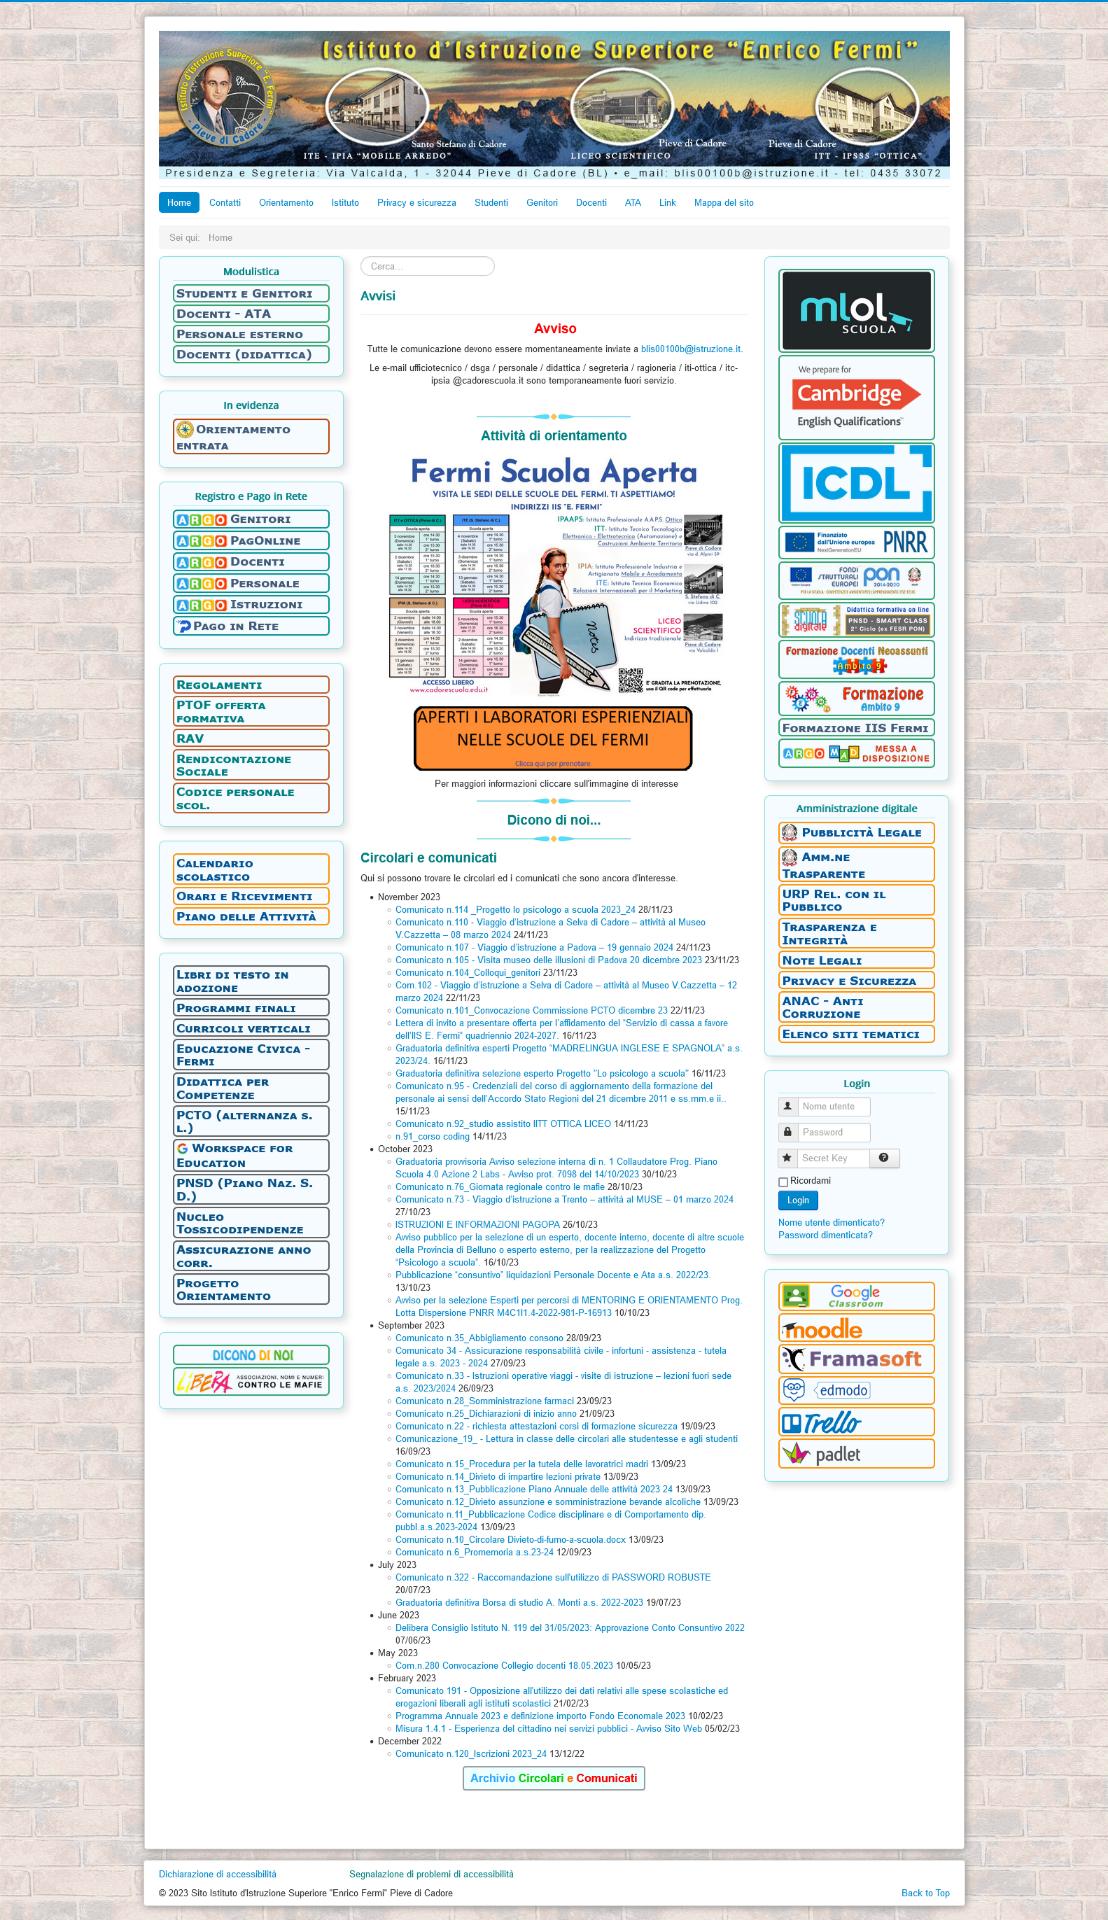 Istituto d'Istruzione Superiore "Enrico Fermi"
Istituto d'Istruzione Superiore "E. Fermi"
Pieve di Cadore
Santo Stefano di Cadore
ITE - IPIA "MOBILE ARREDO"
Pieve di Cadore
LICEO SCIENTIFICO
Pieve di Cadore
ITT - IPSSS "OTTICA"
Presidenza e Segreteria: Via Valcalda, 1 - 32044 Pieve di Cadore (BL) • e_mail: blis00100b@istruzione.it - tel: 0435 33072
Home Contatti Orientamento Istituto Privacy e sicurezza Studenti Genitori Docenti ATA Link Mappa del sito
Sei qui: Home
Modulistica
Studenti e Genitori
Docenti - ATA
Personale esterno
Docenti (didattica)
In evidenza
Orientamento
entrata
Registro e Pago in Rete
ARGO Genitori
ARGO PagOnline
ARGO Docenti
ARGO Personale
ARGO Istruzioni
Pago in Rete
Regolamenti
PTOF offerta
formativa
RAV
Rendicontazione
Sociale
Codice personale
scol.
Calendario
scolastico
Orari e Ricevimenti
Piano delle Attività
Libri di testo in
adozione
Programmi finali
Curricoli verticali
Educazione Civica -
Fermi
Didattica per
Competenze
PCTO (alternanza s.
l.)
Workspace for
Education
PNSD (Piano Naz. S.
D.)
Nucleo
Tossicodipendenze
Assicurazione anno
corr.
Progetto
Orientamento
DICONO DI NOI
LIBERA ASSOCIAZIONI, NOMI E NUMERI
CONTRO LE MAFIE
Cerca...
Avvisi
Avviso
Tutte le comunicazione devono essere momentaneamente inviate a blis00100b@istruzione.it.
Le e-mail ufficiotecnico / dsga / personale / didattica / segreteria / ragioneria / iti-ottica / itc-
ipsia @cadorescuola.it sono temporaneamente fuori servizio.
Attività di orientamento
Fermi Scuola Aperta
VISITA LE SEDI DELLE SCUOLE DEL FERMI. TI ASPETTIAMO!
INDIRIZZI IIS "E. FERMI"
IPAAPS: Istituto Professionale A.A.P.S. Ottico
ITT- Istituto Tecnico Tecnologico
Elettronica - Elettrotecnica (Automazione) e
Costruzioni Ambiente Territorio
IPIA: Istituto Professionale Industria e
Artigianato Mobile e Arredamento
ITE: Istituto Tecnico Economico
Relazioni Internazionali per il Marketing
LICEO
SCIENTIFICO
Indirizzo tradizionale
Notes
ACCESSO LIBERO
www.cadorescuola.edu.it
È GRADITA LA PRENOTAZIONE,
APERTI I LABORATORI ESPERIENZIALI
NELLE SCUOLE DEL FERMI
Clicca qui per prenotare
Per maggiori informazioni cliccare sull'immagine di interesse
Dicono di noi...
Circolari e comunicati
Qui si possono trovare le circolari ed i comunicati che sono ancora d'interesse.
November 2023
Comunicato n.114 _Progetto lo psicologo a scuola 2023_24 28/11/23
Comunicato n.110 - Viaggio d'istruzione a Selva di Cadore – attività al Museo
V.Cazzetta – 08 marzo 2024 24/11/23
Comunicato n.107 - Viaggio d'istruzione a Padova – 19 gennaio 2024 24/11/23
Comunicato n.105 - Visita museo delle illusioni di Padova 20 dicembre 2023 23/11/23
Comunicato n.104_Colloqui_genitori 23/11/23
Com.102 - Viaggio d'istruzione a Selva di Cadore – attività al Museo V.Cazzetta – 12
marzo 2024 22/11/23
Comunicato n.101_Convocazione Commissione PCTO dicembre 23 22/11/23
Lettera di invito a presentare offerta per l'affidamento del "Servizio di cassa a favore
dell'IIS E. Fermi" quadriennio 2024-2027. 16/11/23
Graduatoria definitiva esperti Progetto "MADRELINGUA INGLESE E SPAGNOLA" a.s.
2023/24. 16/11/23
Graduatoria definitiva selezione esperto Progetto "Lo psicologo a scuola" 16/11/23
Comunicato n.95 - Credenziali del corso di aggiornamento della formazione del
personale ai sensi dell'Accordo Stato Regioni del 21 dicembre 2011 e ss.mm.e ii..
15/11/23
Comunicato n.92_studio assistito IITT OTTICA LICEO 14/11/23
n.91_corso coding 14/11/23
October 2023
Graduatoria provvisoria Avviso selezione interna di n. 1 Collaudatore Prog. Piano
Scuola 4.0 Azione 2 Labs - Avviso prot. 7098 del 14/10/2023 30/10/23
Comunicato n.76_Giornata regionale contro le mafie 28/10/23
Comunicato n.73 - Viaggio d'istruzione a Trento – attività al MUSE – 01 marzo 2024
27/10/23
ISTRUZIONI E INFORMAZIONI PAGOPA 26/10/23
Avviso pubblico per la selezione di un esperto, docente interno, docente di altre scuole
della Provincia di Belluno o esperto esterno, per la realizzazione del Progetto
"Psicologo a scuola". 16/10/23
Pubblicazione "consuntivo" liquidazioni Personale Docente e Ata a.s. 2022/23.
13/10/23
Avviso per la selezione Esperti per percorsi di MENTORING E ORIENTAMENTO Prog.
Lotta Dispersione PNRR M4C1I1.4-2022-981-P-16913 10/10/23
September 2023
Comunicato n.35_Abbigliamento consono 28/09/23
Comunicato 34 - Assicurazione responsabilità civile - infortuni - assistenza - tutela
legale a.s. 2023 - 2024 27/09/23
Comunicato n.33 - Istruzioni operative viaggi - visite di istruzione – lezioni fuori sede
a.s. 2023/2024 26/09/23
Comunicato n.28_Somministrazione farmaci 23/09/23
Comunicato n.25_Dichiarazioni di inizio anno 21/09/23
Comunicato n.22 - richiesta attestazioni corsi di formazione sicurezza 19/09/23
Comunicazione_19_ - Lettura in classe delle circolari alle studentesse e agli studenti
16/09/23
Comunicato n.15_Procedura per la tutela delle lavoratrici madri 13/09/23
Comunicato n.14_Divieto di impartire lezioni private 13/09/23
Comunicato n.13_Pubblicazione Piano Annuale delle attività 2023 24 13/09/23
Comunicato n.12_Divieto assunzione e somministrazione bevande alcoliche 13/09/23
Comunicato n.11_Pubblicazione Codice disciplinare e di Comportamento dip.
pubbl.a.s.2023-2024 13/09/23
Comunicato n.10_Circolare Divieto-di-fumo-a-scuola.docx 13/09/23
Comunicato n.6_Promemoria a.s.23-24 12/09/23
July 2023
Comunicato n.322 - Raccomandazione sull'utilizzo di PASSWORD ROBUSTE
20/07/23
Graduatoria definitiva Borsa di studio A. Monti a.s. 2022-2023 19/07/23
June 2023
Delibera Consiglio Istituto N. 119 del 31/05/2023: Approvazione Conto Consuntivo 2022
07/06/23
May 2023
Com.n.280 Convocazione Collegio docenti 18.05.2023 10/05/23
February 2023
Comunicato 191 - Opposizione all'utilizzo dei dati relativi alle spese scolastiche ed
erogazioni liberali agli istituti scolastici 21/02/23
Programma Annuale 2023 e definizione importo Fondo Economale 2023 10/02/23
Misura 1.4.1 - Esperienza del cittadino nei servizi pubblici - Avviso Sito Web 05/02/23
December 2022
Comunicato n.120_Iscrizioni 2023_24 13/12/22
Archivio Circolari e Comunicati
mlol
SCUOLA
We prepare for
Cambridge
English Qualifications
ICDL
Finanziato
dall'Unione europea
NextGenerationEU
PNRR
FONDI
STRUTTURALI
EUROPEI
pon
2014-2020
scuola
digitale
Didattica formativa on line
PNSD - SMART CLASS
2° Ciclo (ex FESR PON)
Formazione Docenti Neoassunti
Ambito 9
Formazione
Ambito 9
Formazione IIS Fermi
ARGO MAD MESSA A
DISPOSIZIONE
Amministrazione digitale
Pubblicità Legale
Amm.ne
Trasparente
URP Rel. con il
Pubblico
Trasparenza e
Integrità
Note Legali
Privacy e Sicurezza
ANAC - Anti
Corruzione
Elenco siti tematici
Login
Nome utente
Password
Secret Key
Ricordami
Login
Nome utente dimenticato?
Password dimenticata?
Google
Classroom
moodle
Framasoft
edmodo
Trello
padlet
Dichiarazione di accessibilità Segnalazione di problemi di accessibilità
© 2023 Sito Istituto d'Istruzione Superiore "Enrico Fermi" Pieve di Cadore
Back to Top